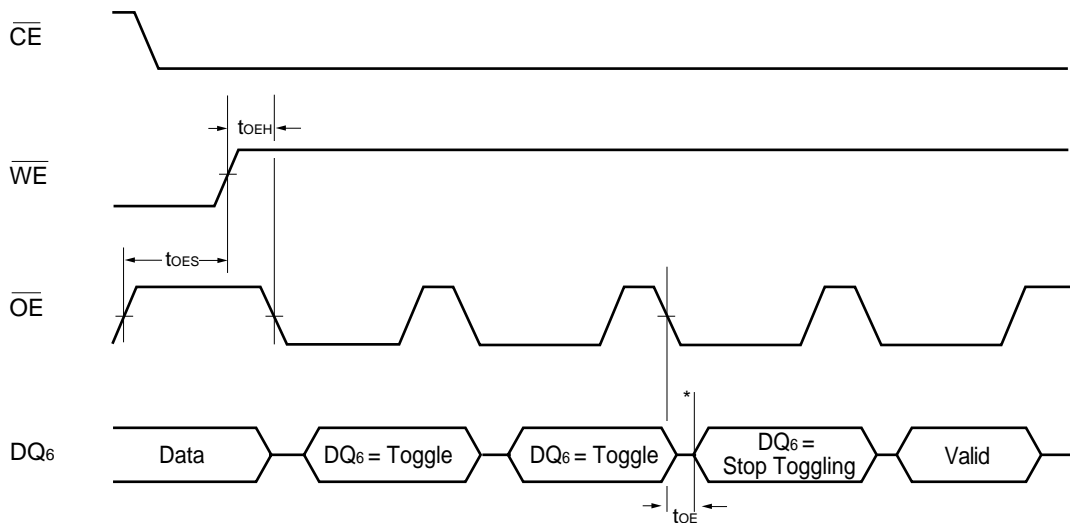 CE
tOEH
WE
tOES
OE
*
DQ6
Data
DQ6 = Toggle
DQ6 = Toggle
DQ6 =
Stop Toggling
Valid
tOE